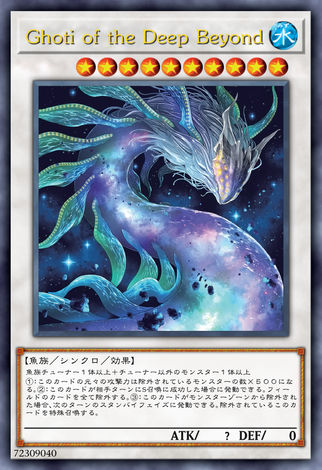 Ghoti of the Deep Beyond 水
【魚族／シンクロ／効果】
魚族チューナー１体以上＋チューナー以外のモンスター１体以上
①：このカードの元々の攻撃力は除外されているモンスターの数×５００にな
る。②：このカードが相手ターンにS召喚に成功した場合に発動できる。フィー
ルドのカードを全て除外する。③：このカードがモンスターゾーンから除外され
た場合、次のターンのスタンバイフェイズに発動できる。除外されているこのカ
ードを特殊召喚する。
ATK/ ? DEF/ 0
72309040